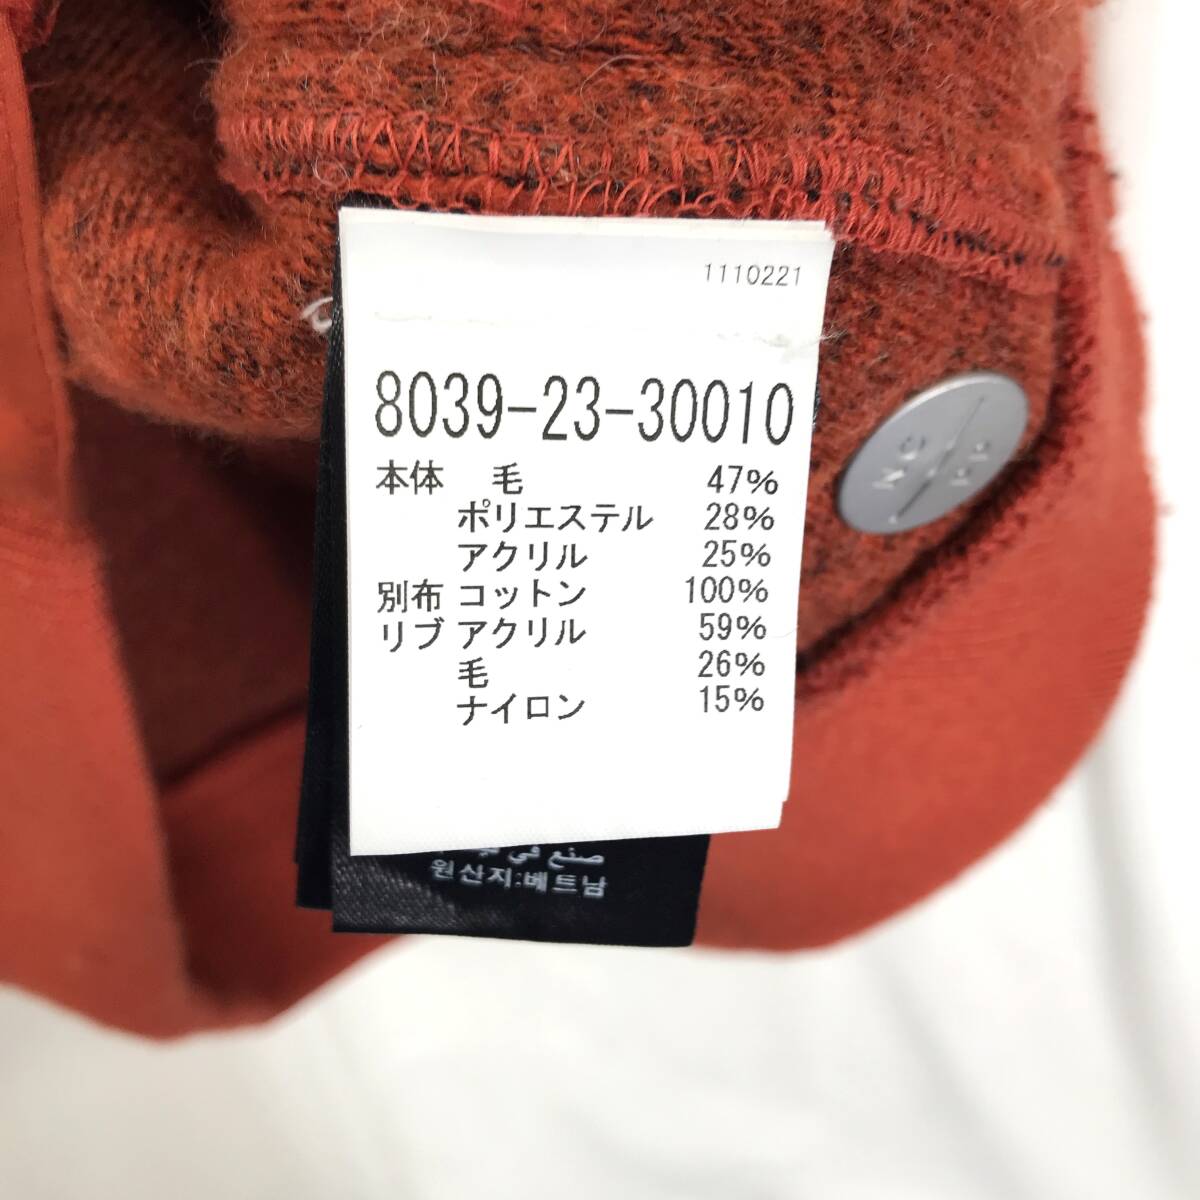 1110221
8039-23-30010
本体 毛 47%
ポリエステル 28%
アクリル 25%
別布 コットン 100%
リブ アクリル 59%
毛 26%
ナイロン 15%
صنع في
원산지:베트남